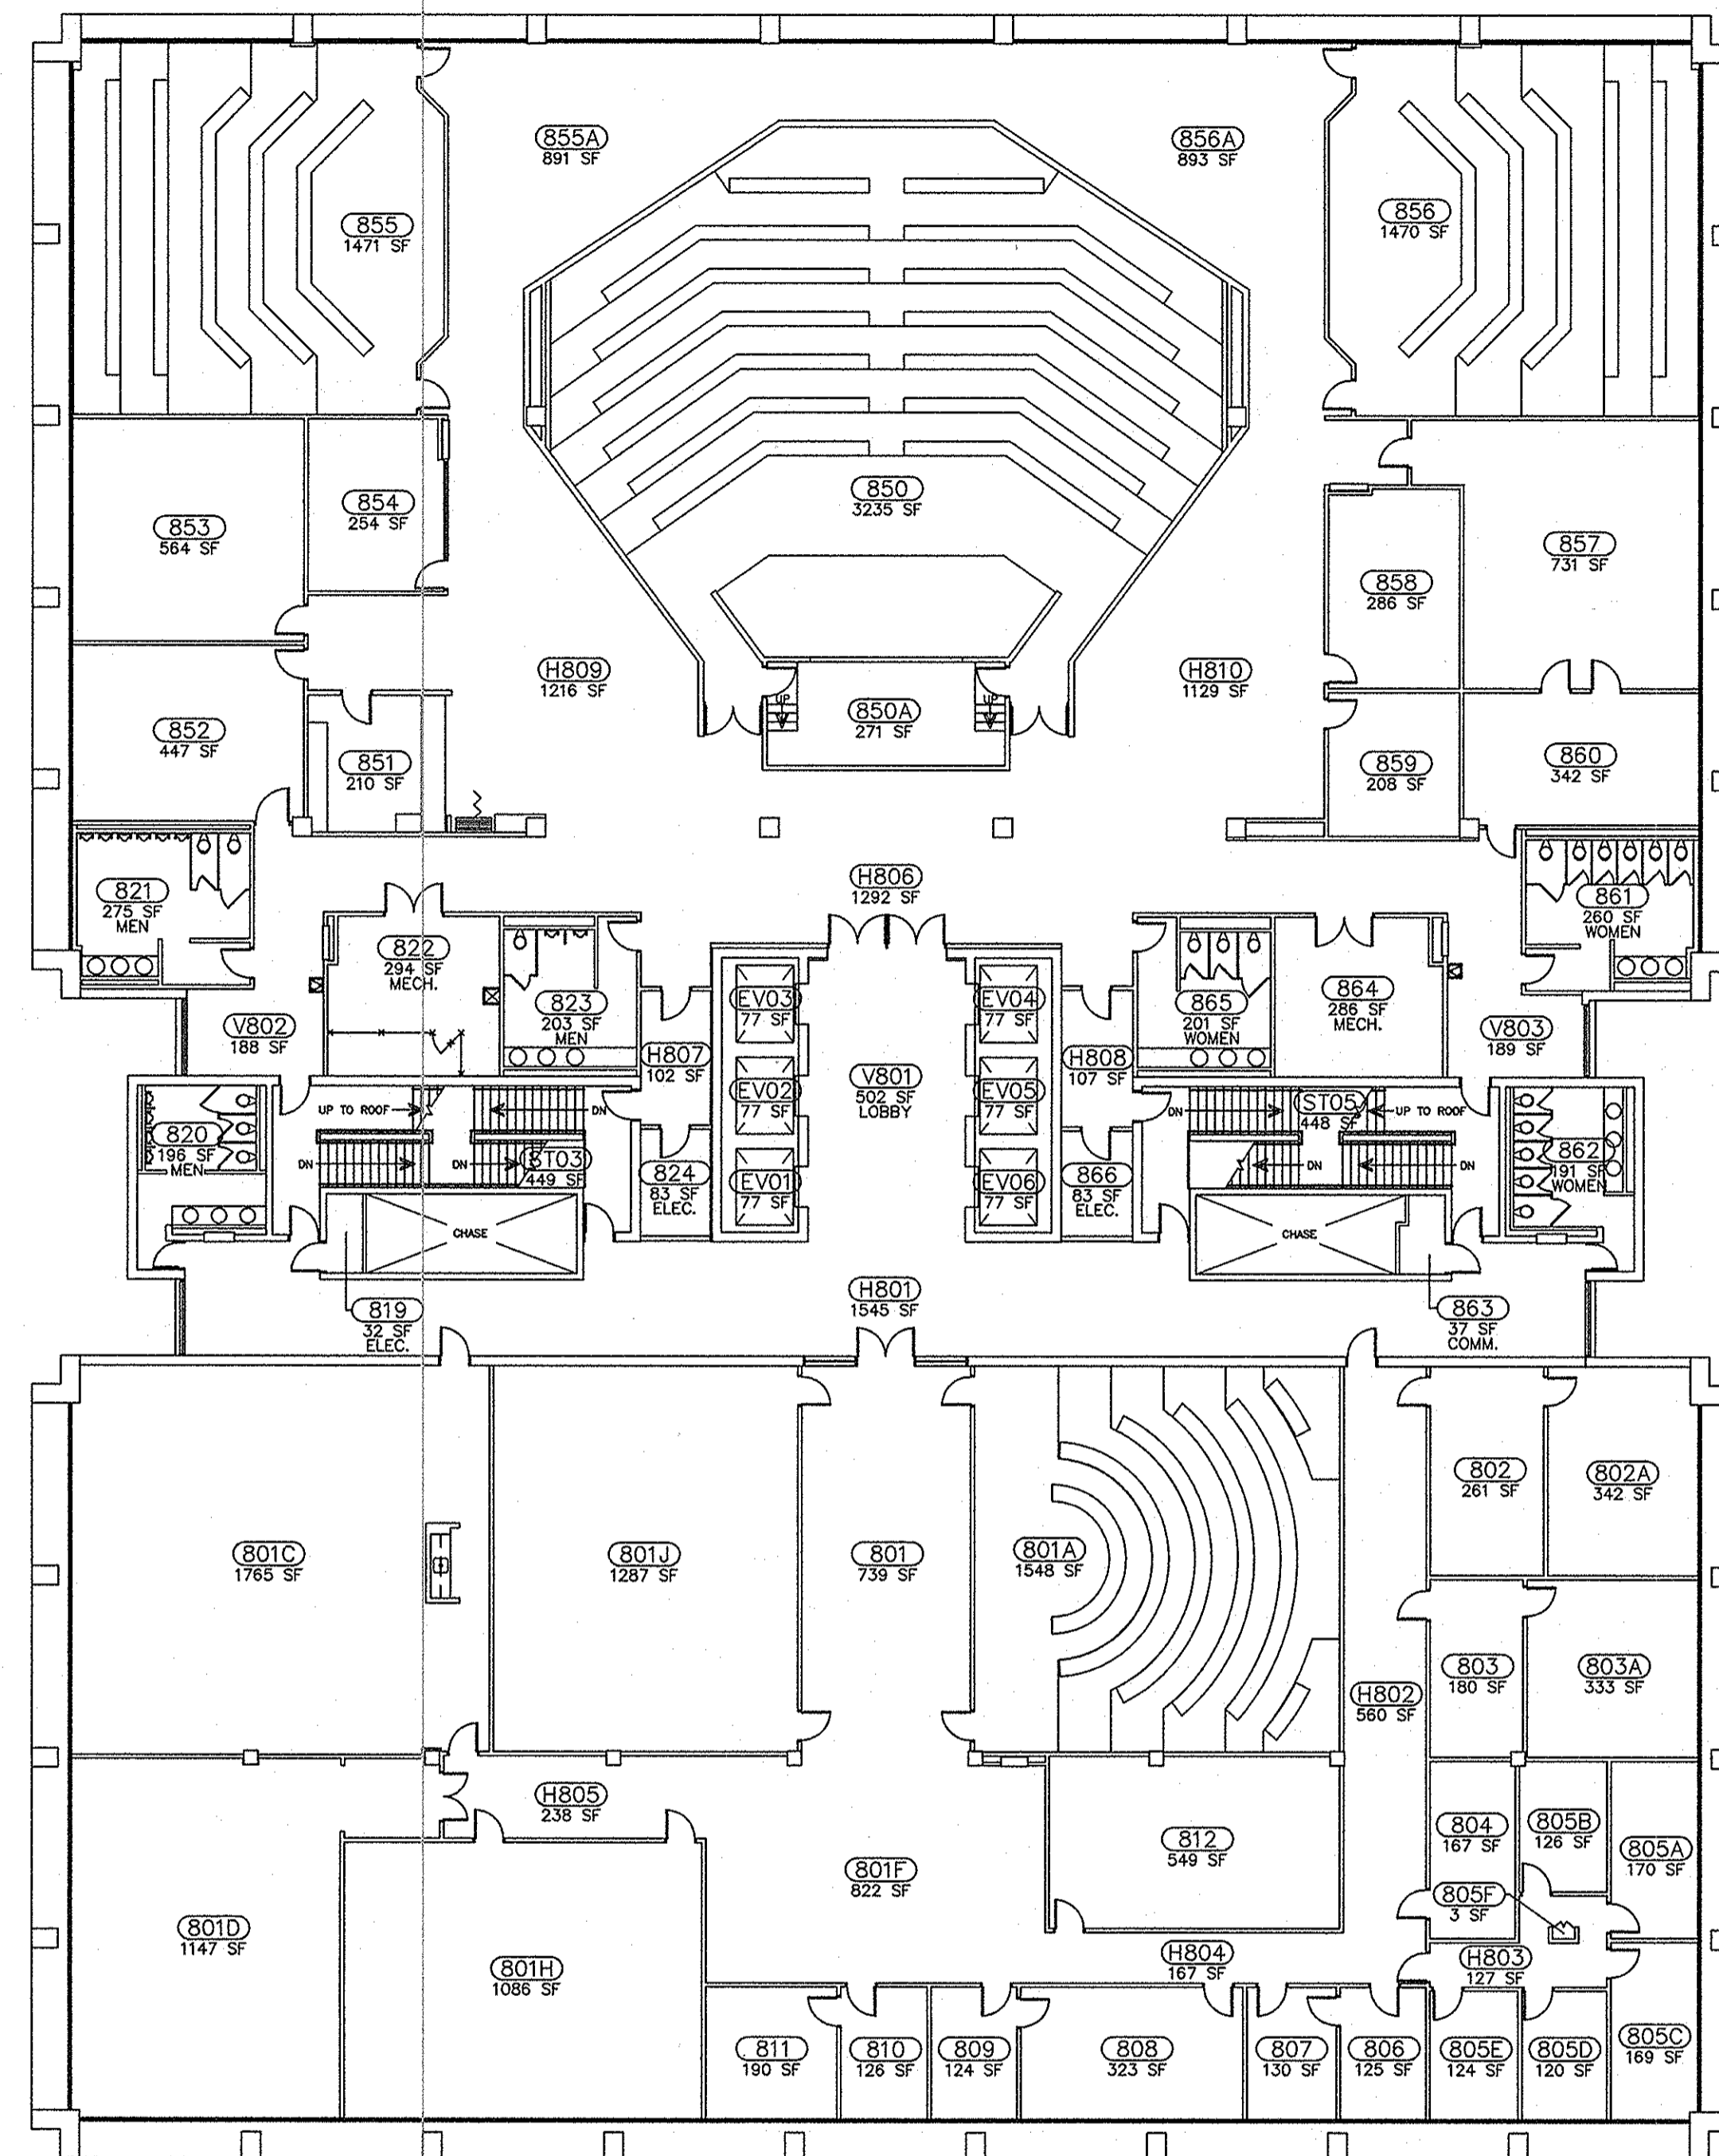 855A
891 SF
856A
893 SF
855
1471 SF
856
1470 SF
850
3235 SF
854
254 SF
853
564 SF
857
731 SF
858
286 SF
H809
1216 SF
H810
1129 SF
UP
UP
850A
271 SF
852
447 SF
851
210 SF
859
208 SF
860
342 SF
H806
1292 SF
821
275 SF
MEN
861
260 SF
WOMEN
822
294 SF
MECH.
823
203 SF
MEN
EV03
77 SF
EV04
77 SF
865
201 SF
WOMEN
864
286 SF
MECH.
V802
188 SF
V803
189 SF
H807
102 SF
H808
107 SF
EV02
77 SF
V801
502 SF
LOBBY
EV05
77 SF
UP TO ROOF
DN
DN
ST05
448 SF
UP TO ROOF
820
196 SF
MEN
DN
DN
ST03
449 SF
824
83 SF
ELEC.
EV01
77 SF
EV06
77 SF
866
83 SF
ELEC.
DN
DN
862
191 SF
WOMEN
CHASE
CHASE
H801
1545 SF
819
32 SF
ELEC.
863
37 SF
COMM.
802
261 SF
802A
342 SF
801C
1765 SF
801J
1287 SF
801
739 SF
801A
1548 SF
803
180 SF
803A
333 SF
H802
560 SF
H805
238 SF
804
167 SF
805B
126 SF
805A
170 SF
812
549 SF
801F
822 SF
805F
3 SF
801D
1147 SF
H804
167 SF
H803
127 SF
801H
1086 SF
811
190 SF
810
126 SF
809
124 SF
808
323 SF
807
130 SF
806
125 SF
805E
124 SF
805D
120 SF
805C
169 SF